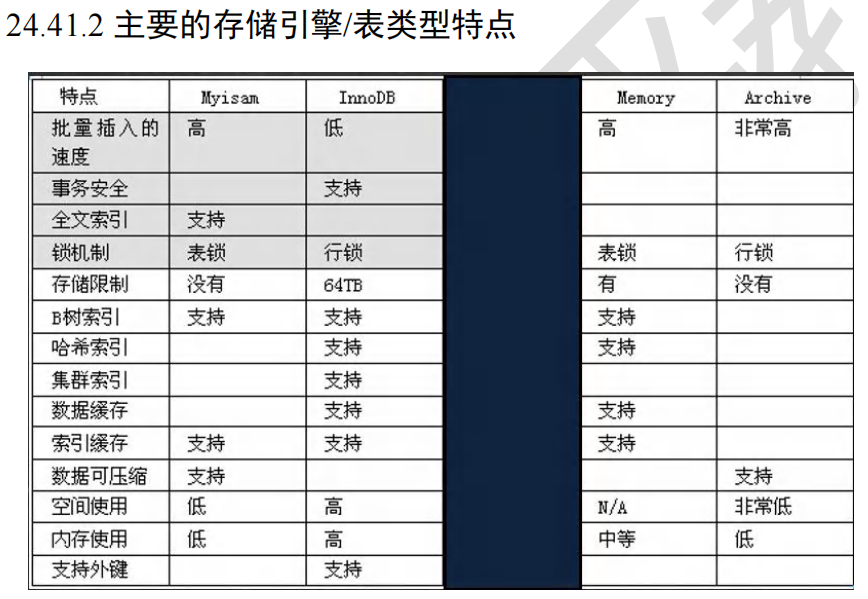 24.41.2 主要的存储引擎/表类型特点
特点 Myisam InnoDB Memory Archive
批量插入的 高 低 高 非常高
速度
事务安全 支持
全文索引 支持
锁机制 表锁 行锁 表锁 行锁
存储限制 没有 64TB 有 没有
B树索引 支持 支持 支持
哈希索引 支持 支持
集群索引 支持
数据缓存 支持 支持
索引缓存 支持 支持 支持
数据可压缩 支持 支持
空间使用 低 高 N/A 非常低
内存使用 低 高 中等 低
支持外键 支持